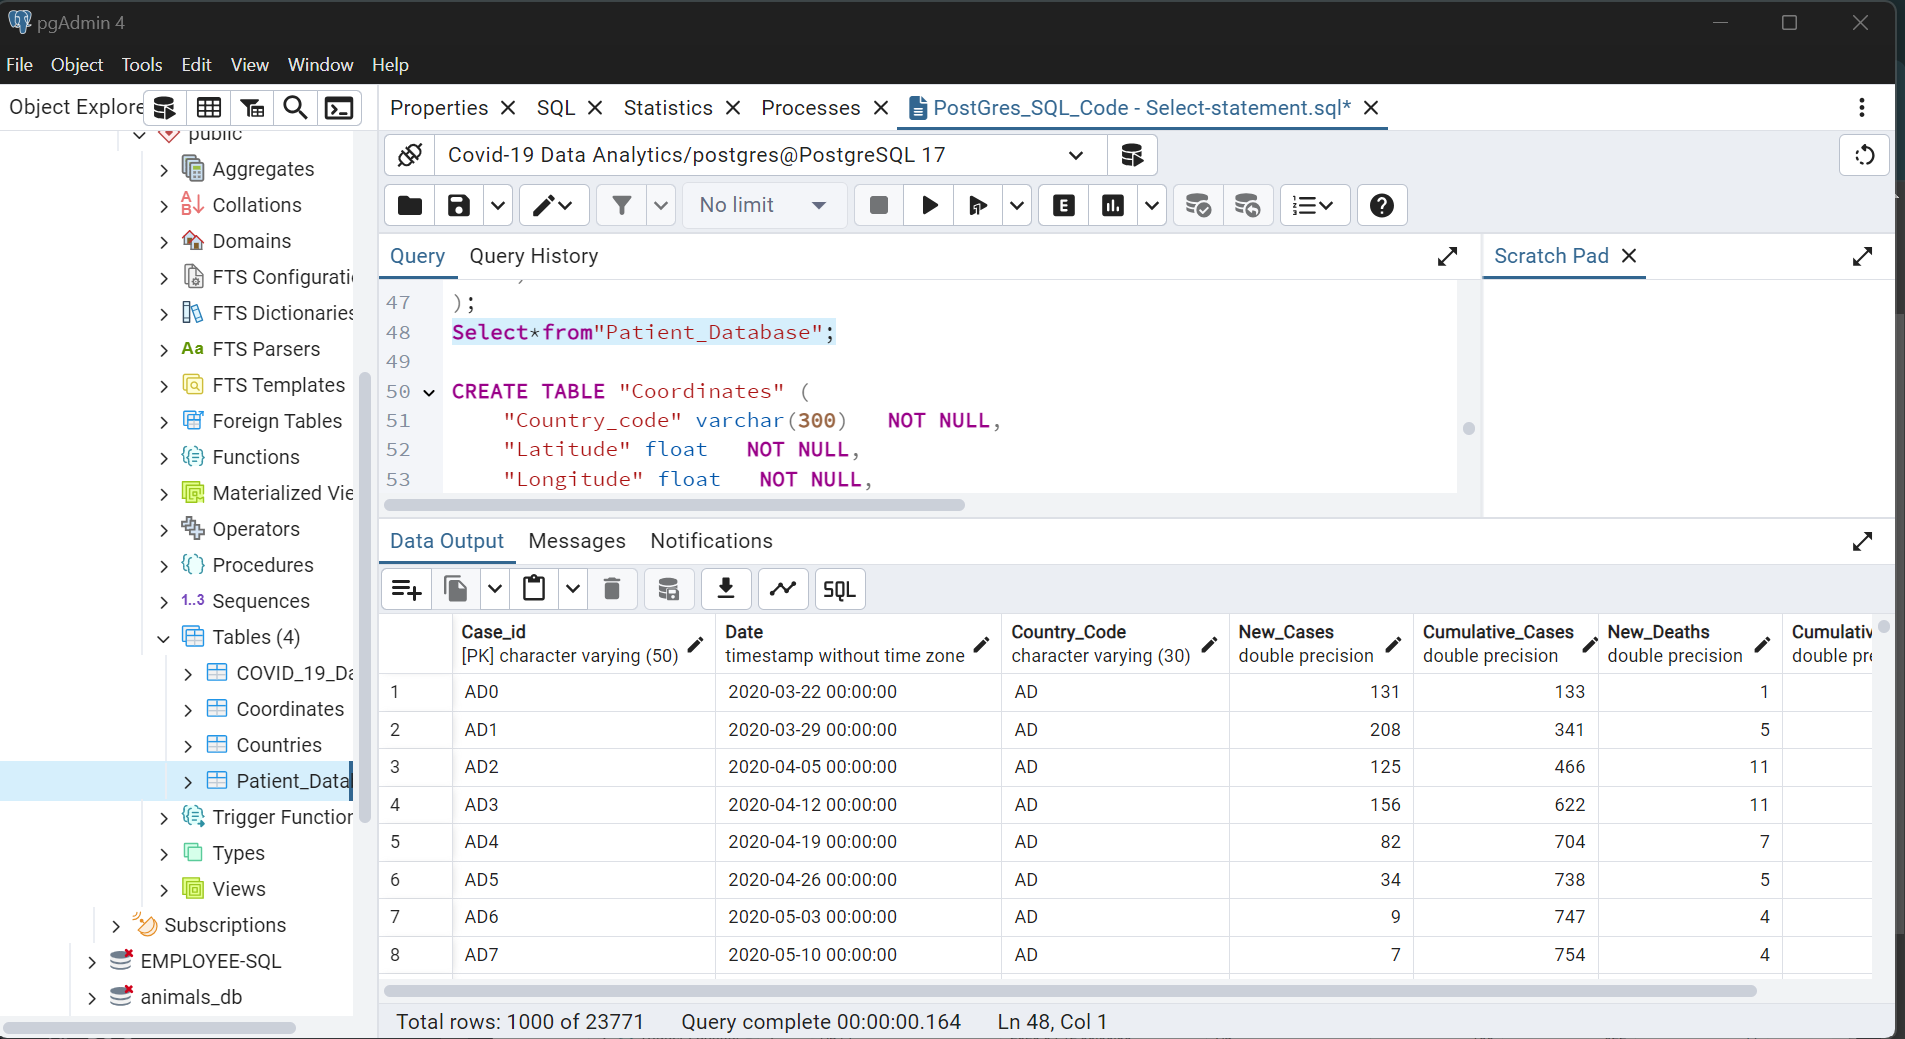 pgAdmin 4
File Object Tools Edit View Window Help
Object Explore
Properties SQL Statistics Processes PostGres_SQL_Code - Select-statement.sql*
public
Aggregates
Collations
Domains
FTS Configurati
FTS Dictionaries
FTS Parsers
FTS Templates
Foreign Tables
Functions
Materialized Vie
Operators
Procedures
1..3 Sequences
Tables (4)
COVID_19_Da
Coordinates
Countries
Patient_Data
Trigger Function
Types
Views
Subscriptions
EMPLOYEE-SQL
animals_db
Covid-19 Data Analytics/postgres@PostgreSQL 17
No limit
Query Query History
Scratch Pad
47 );
48 Select*from"Patient_Database";
49
50 CREATE TABLE "Coordinates" (
51 "Country_code" varchar(300) NOT NULL,
52 "Latitude" float NOT NULL,
53 "Longitude" float NOT NULL,
Data Output Messages Notifications
SQL
Case_id Date Country_Code New_Cases Cumulative_Cases New_Deaths Cumulativ
[PK] character varying (50) timestamp without time zone character varying (30) double precision double precision double precision double pre
1 AD0 2020-03-22 00:00:00 AD 131 133 1
2 AD1 2020-03-29 00:00:00 AD 208 341 5
3 AD2 2020-04-05 00:00:00 AD 125 466 11
4 AD3 2020-04-12 00:00:00 AD 156 622 11
5 AD4 2020-04-19 00:00:00 AD 82 704 7
6 AD5 2020-04-26 00:00:00 AD 34 738 5
7 AD6 2020-05-03 00:00:00 AD 9 747 4
8 AD7 2020-05-10 00:00:00 AD 7 754 4
Total rows: 1000 of 23771 Query complete 00:00:00.164 Ln 48, Col 1